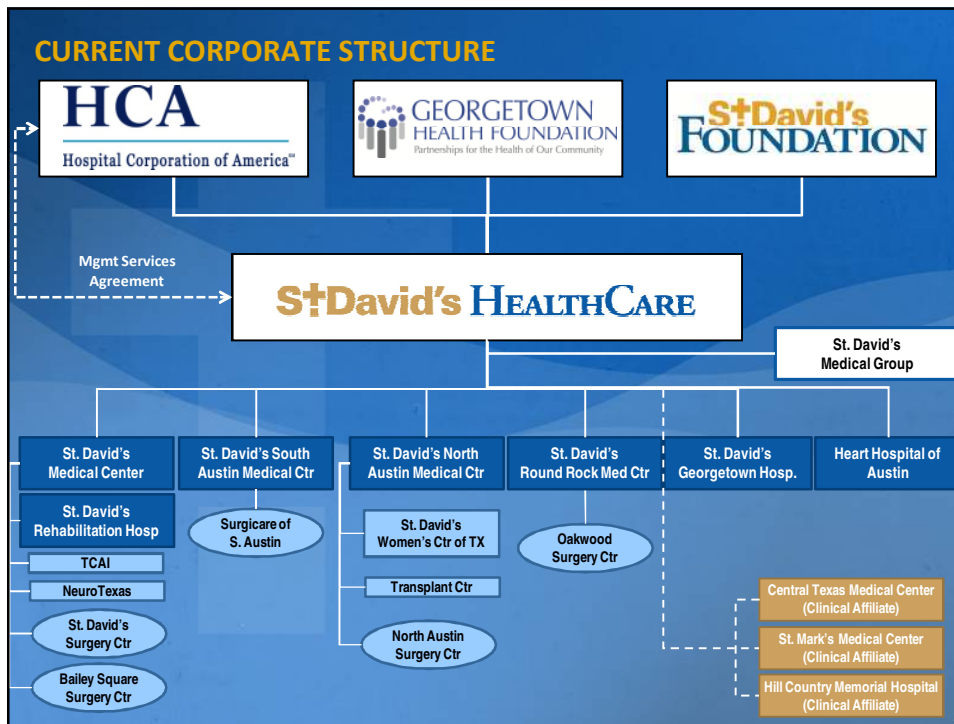 CURRENT CORPORATE STRUCTURE
HCA
Hospital Corporation of America℠
GEORGETOWN
HEALTH FOUNDATION
Partnerships for the Health of Our Community
St David's
FOUNDATION
Mgmt Services
Agreement
St David's HEALTHCARE
St. David's
Medical Group
St. David's
Medical Center
St. David's South
Austin Medical Ctr
St. David's North
Austin Medical Ctr
St. David's
Round Rock Med Ctr
St. David's
Georgetown Hosp.
Heart Hospital of
Austin
St. David's
Rehabilitation Hosp
TCAI
NeuroTexas
St. David's
Surgery Ctr
Bailey Square
Surgery Ctr
Surgicare of
S. Austin
St. David's
Women's Ctr of TX
Transplant Ctr
North Austin
Surgery Ctr
Oakwood
Surgery Ctr
Central Texas Medical Center
(Clinical Affiliate)
St. Mark's Medical Center
(Clinical Affiliate)
Hill Country Memorial Hospital
(Clinical Affiliate)